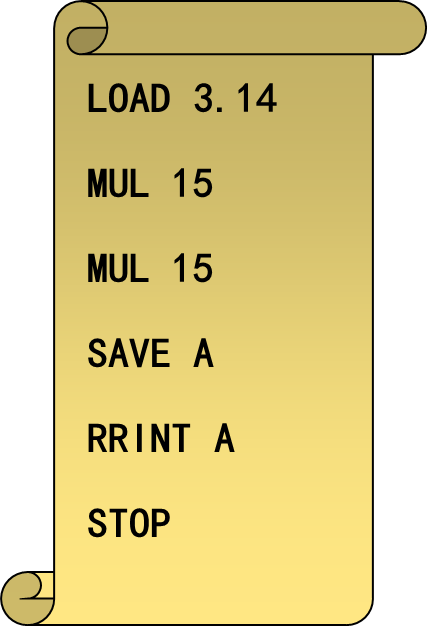 LOAD 3.14
MUL 15
MUL 15
SAVE A
RRINT A
STOP